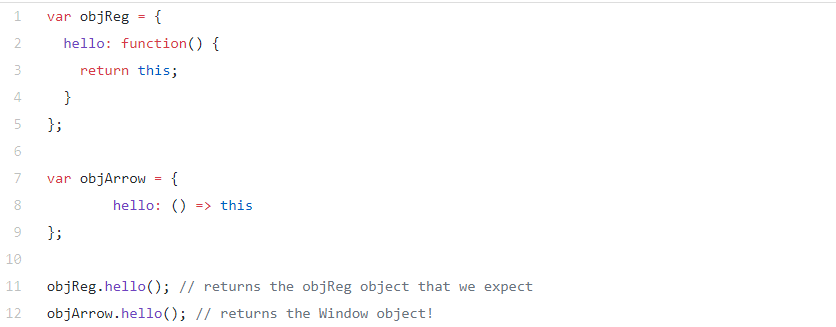 1 var objReg = {
2   hello: function() {
3     return this;
4   }
5 };
6
7 var objArrow = {
8         hello: () => this
9 };
10
11 objReg.hello(); // returns the objReg object that we expect
12 objArrow.hello(); // returns the Window object!